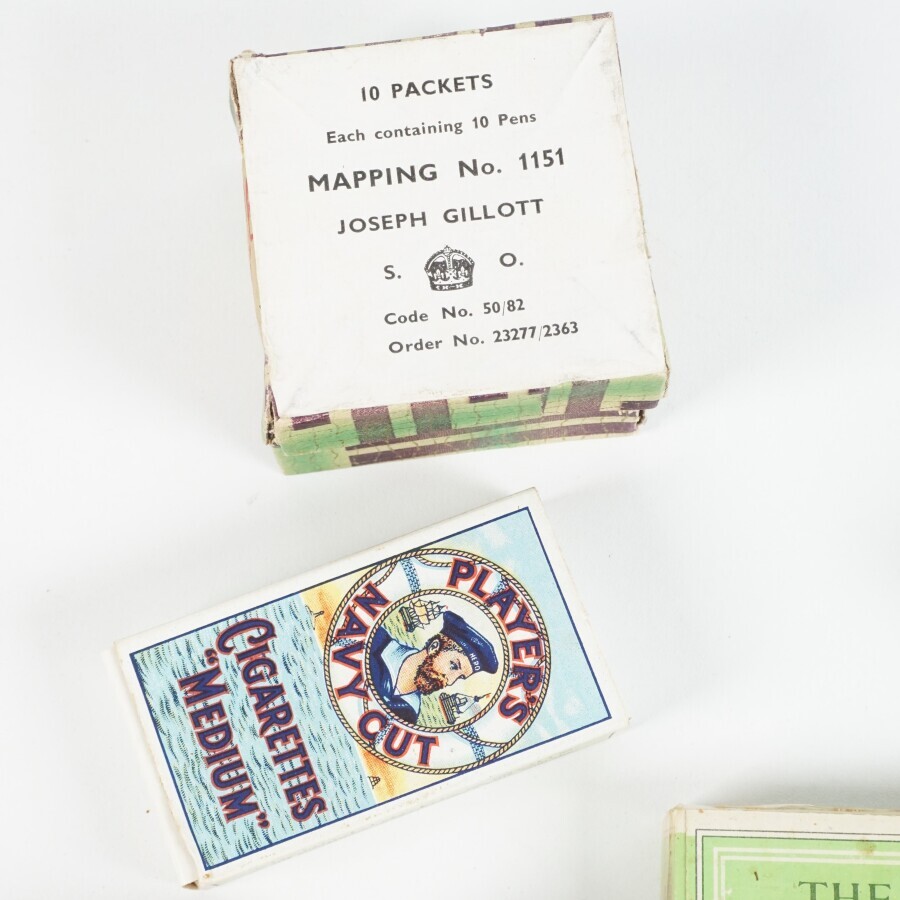 10 PACKETS
Each containing 10 Pens
MAPPING No. 1151
JOSEPH GILLOTT
S. O.
Code No. 50/82
Order No. 23277/2363
PLAYER'S
NAVY CUT
HERO
CIGARETTES
"MEDIUM"
THE